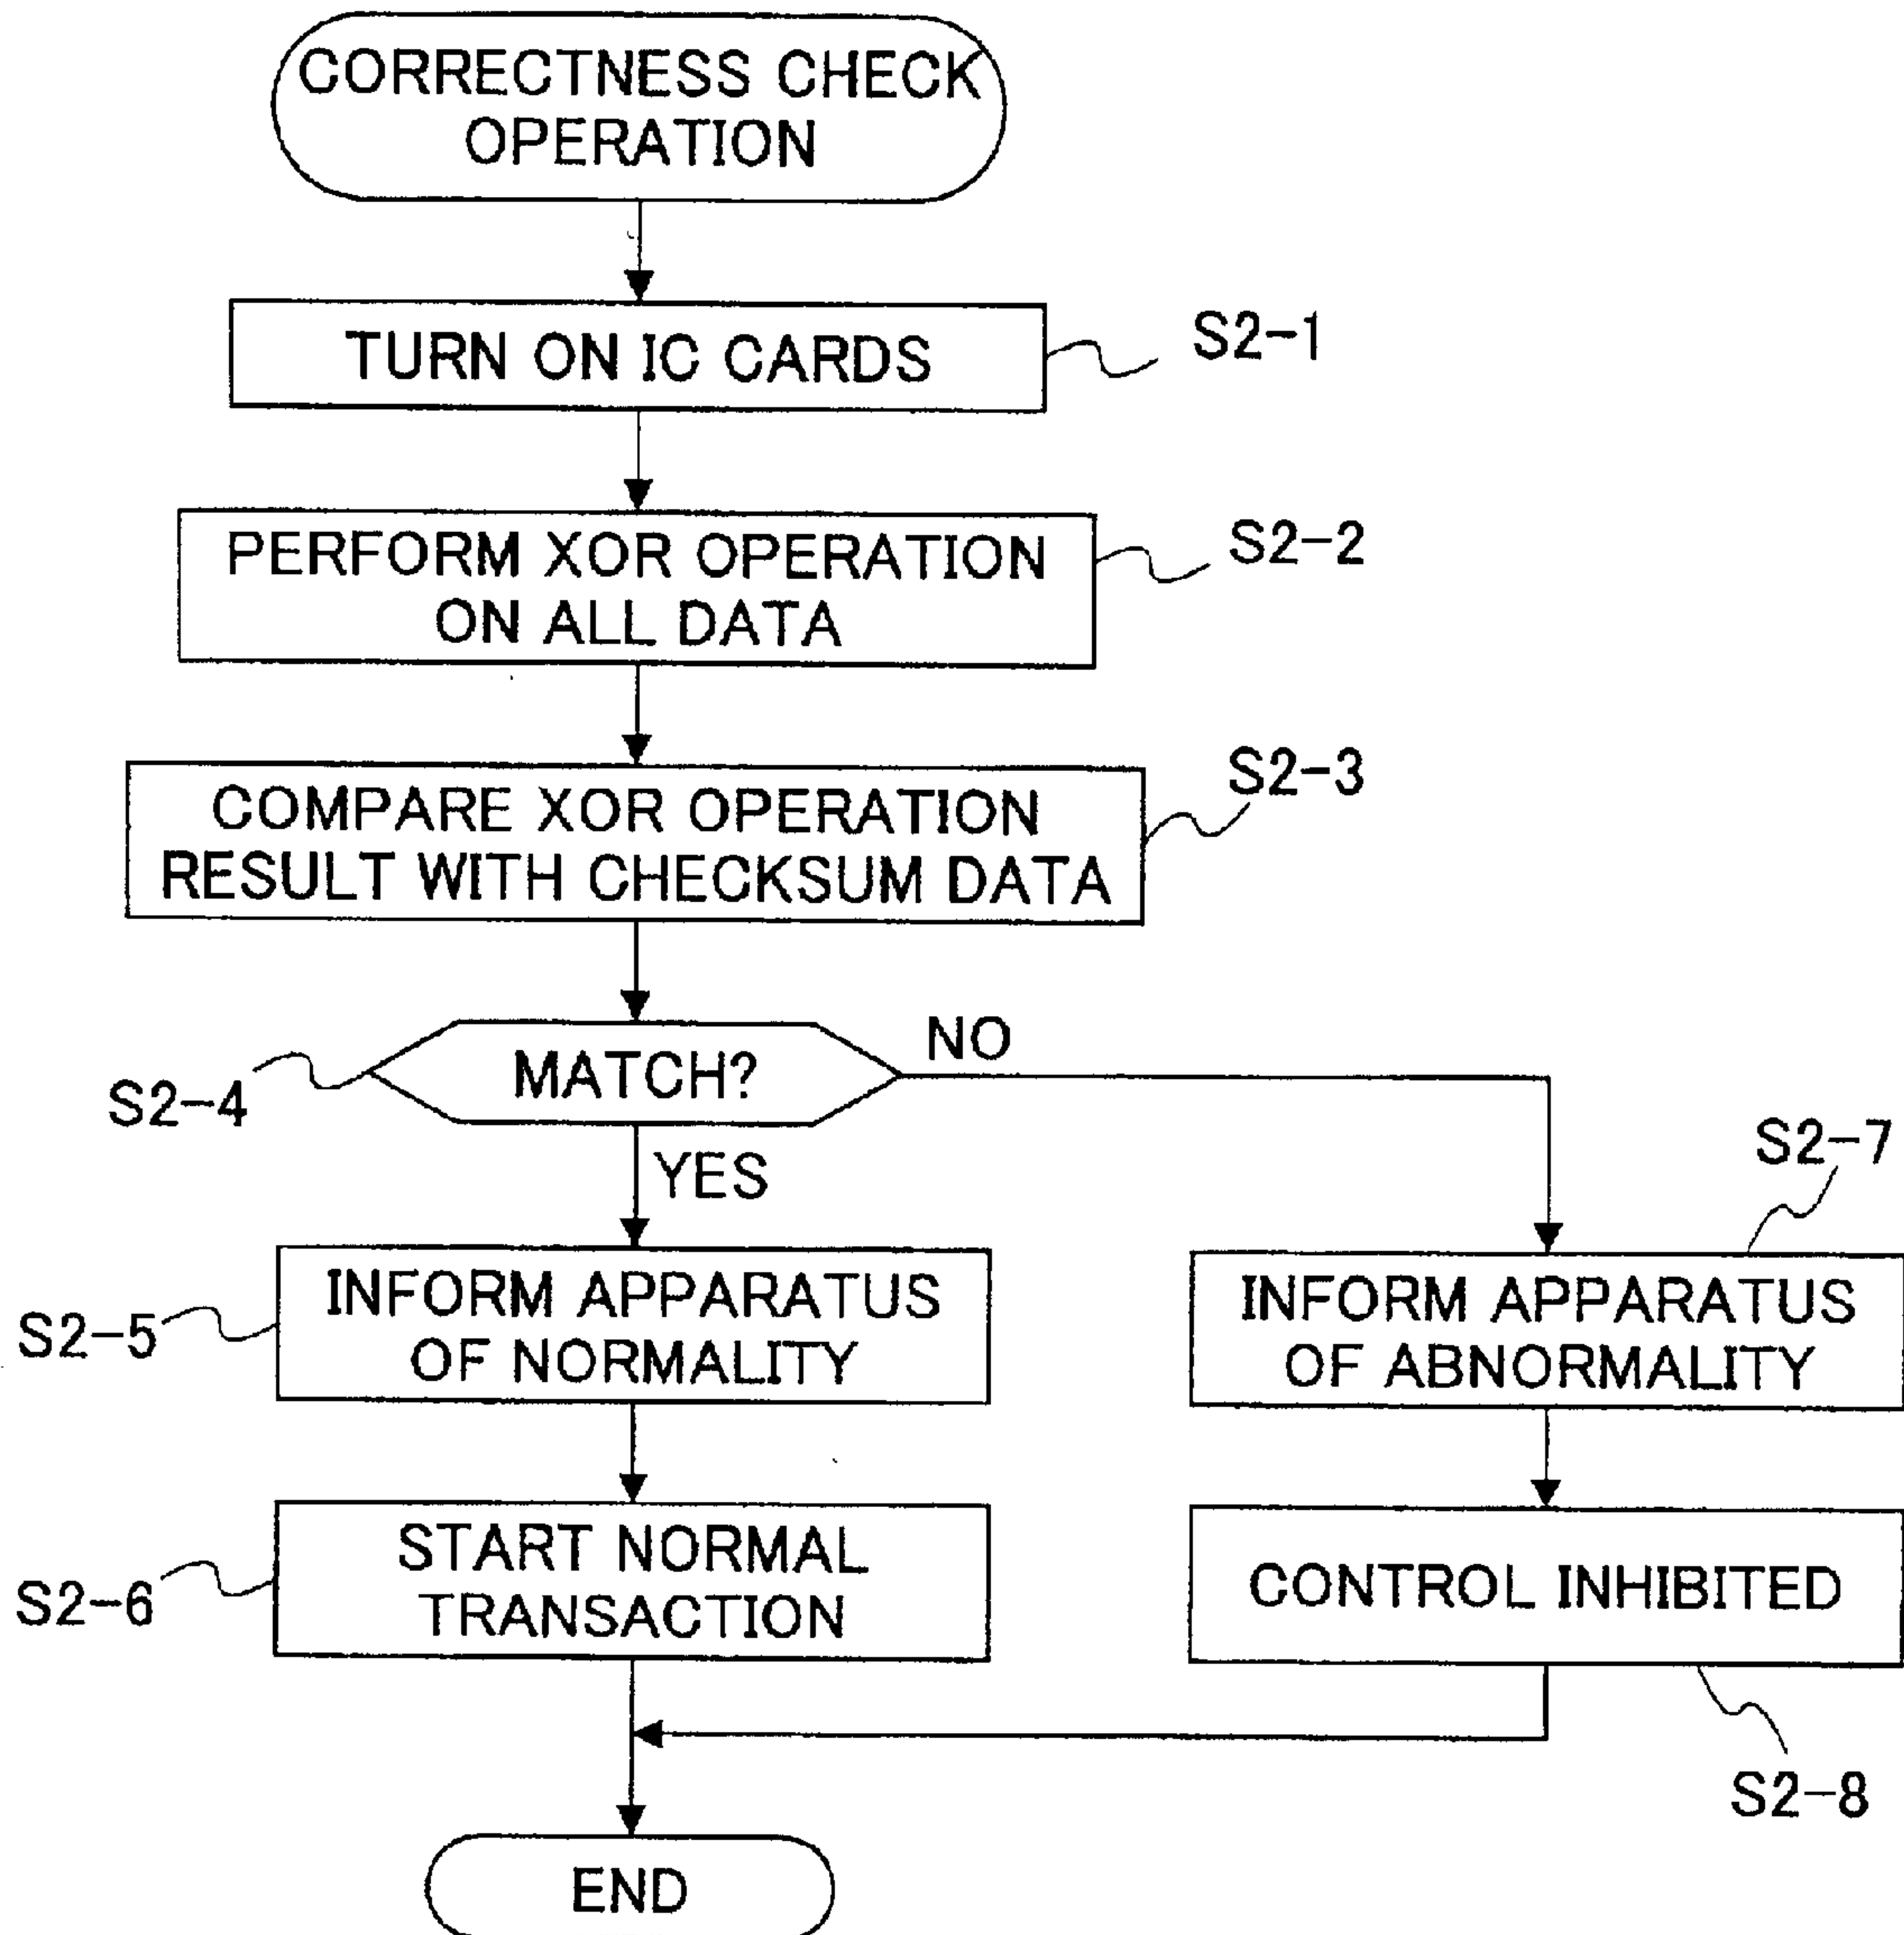 CORRECTNESS CHECK
OPERATION
TURN ON IC CARDS
S2-1
PERFORM XOR OPERATION
ON ALL DATA
S2-2
COMPARE XOR OPERATION
RESULT WITH CHECKSUM DATA
S2-3
MATCH?
S2-4
NO
YES
INFORM APPARATUS
OF NORMALITY
S2-5
INFORM APPARATUS
OF ABNORMALITY
S2-7
START NORMAL
TRANSACTION
S2-6
CONTROL INHIBITED
S2-8
END